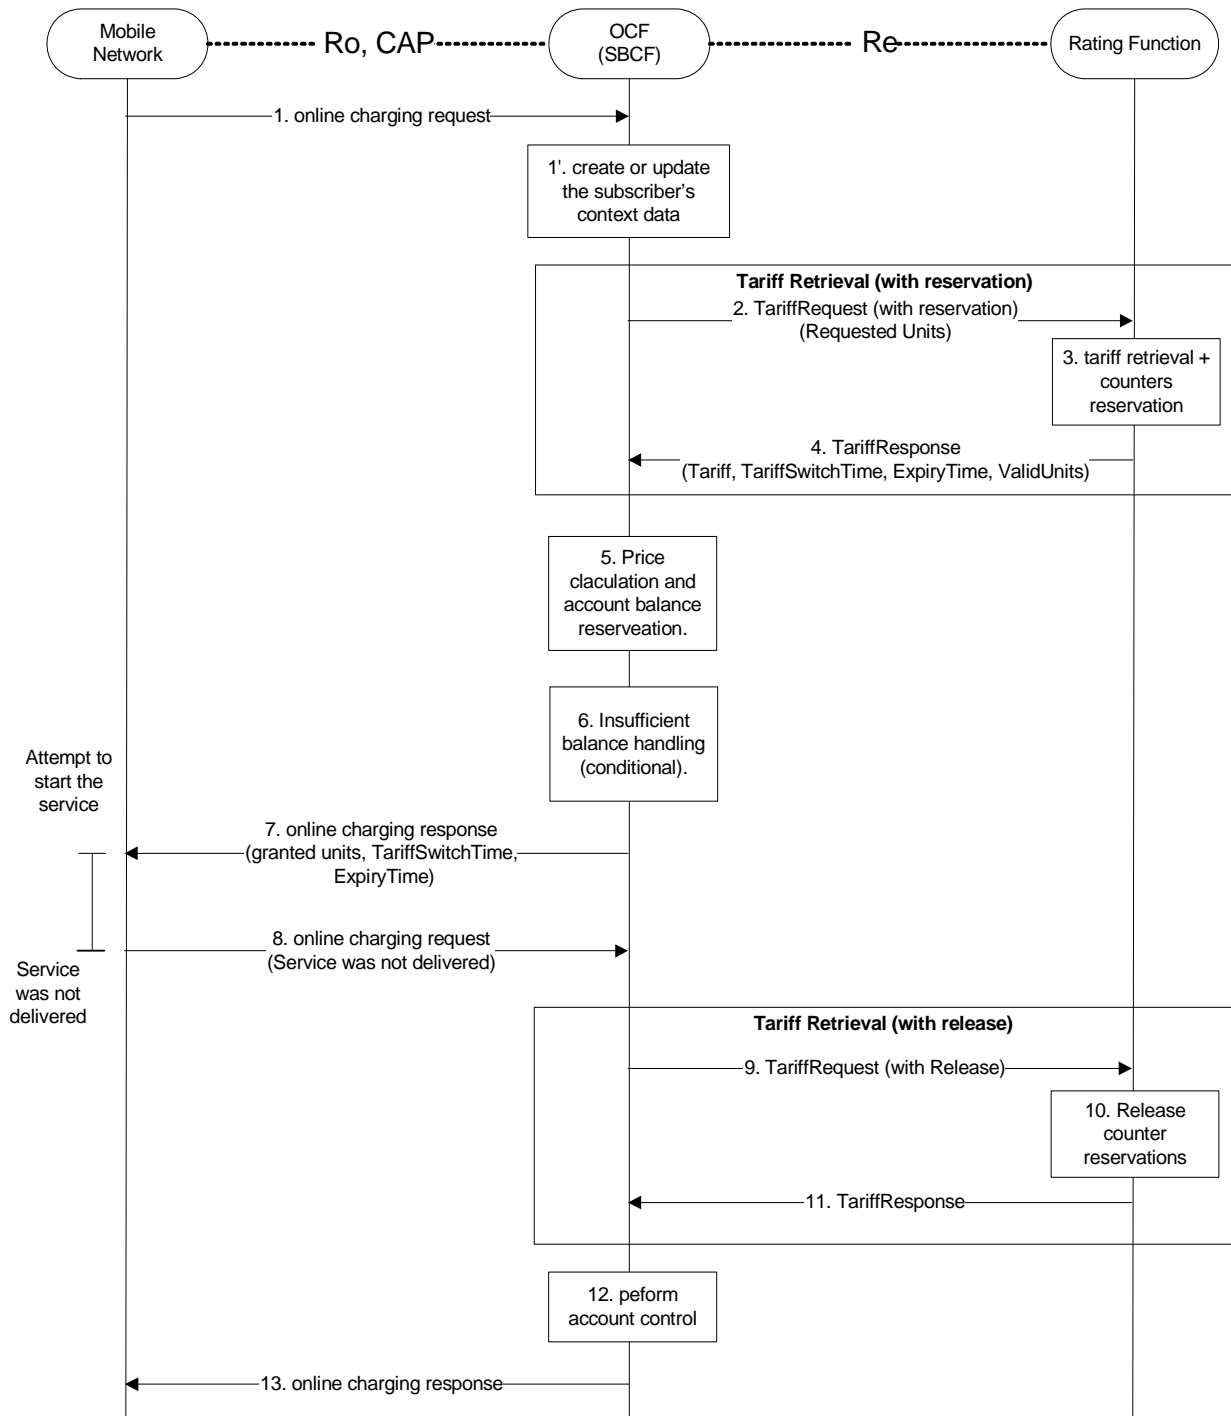 Mobile
Network
Ro, CAP
OCF
(SBCF)
Re
Rating Function
1. online charging request
1'. create or update
the subscriber's
context data
Tariff Retrieval (with reservation)
2. TariffRequest (with reservation)
(Requested Units)
3. tariff retrieval +
counters
reservation
4. TariffResponse
(Tariff, TariffSwitchTime, ExpiryTime, ValidUnits)
5. Price
claculation and
account balance
reserveation.
6. Insufficient
balance handling
(conditional).
Attempt to
start the
service
7. online charging response
(granted units, TariffSwitchTime,
ExpiryTime)
8. online charging request
(Service was not delivered)
Service
was not
delivered
Tariff Retrieval (with release)
9. TariffRequest (with Release)
10. Release
counter
reservations
11. TariffResponse
12. peform
account control
13. online charging response